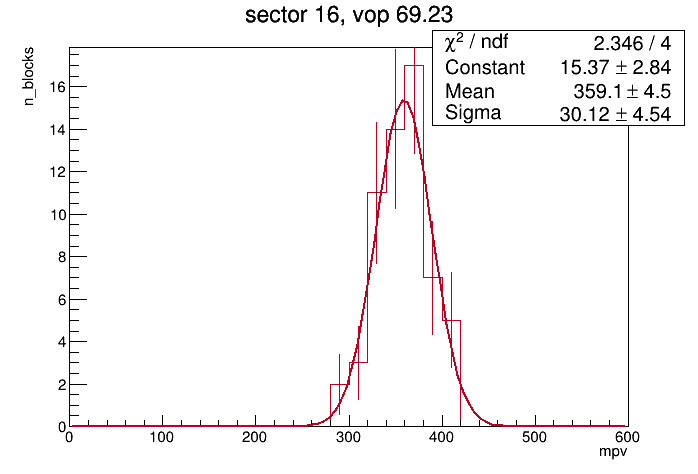 sector 16, vop 69.23
χ² / ndf 2.346 / 4
Constant 15.37 ± 2.84
Mean 359.1 ± 4.5
Sigma 30.12 ± 4.54
n_blocks
16
14
12
10
8
6
4
2
0
0 100 200 300 400 500 600
mpv